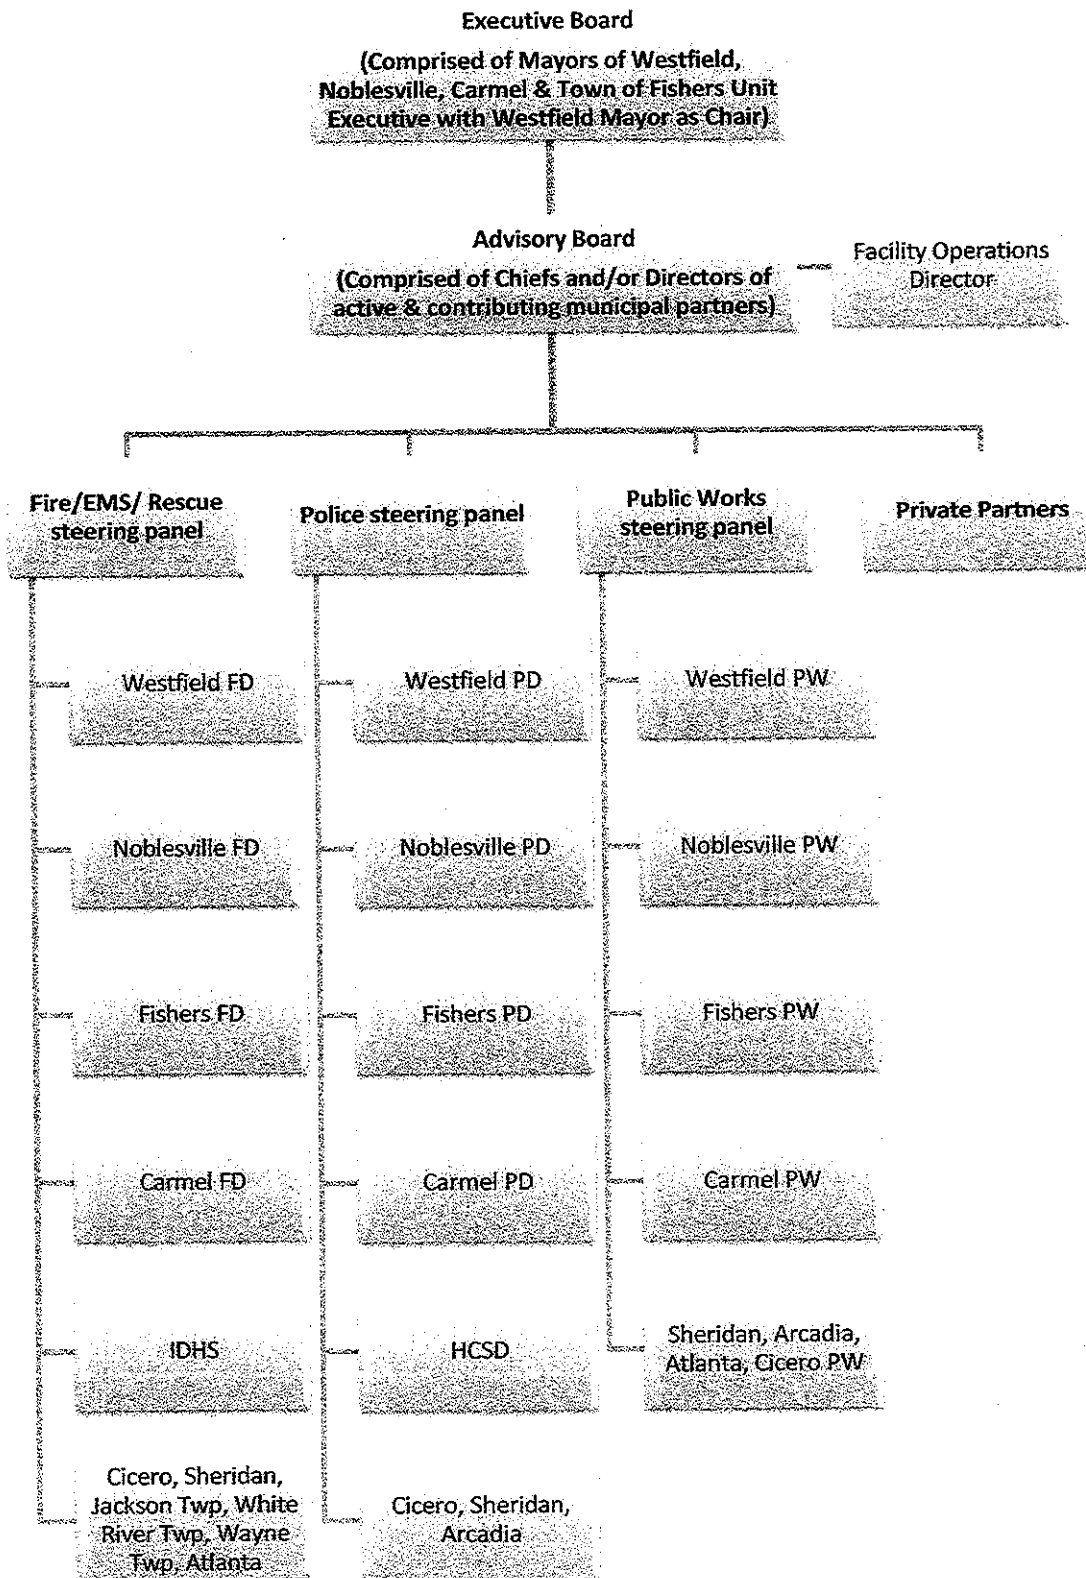 Executive Board
(Comprised of Mayors of Westfield,
Noblesville, Carmel & Town of Fishers Unit
Executive with Westfield Mayor as Chair)
Advisory Board
(Comprised of Chiefs and/or Directors of
active & contributing municipal partners)
Facility Operations
Director
Fire/EMS/ Rescue
steering panel
Police steering panel
Public Works
steering panel
Private Partners
Westfield FD
Westfield PD
Westfield PW
Noblesville FD
Noblesville PD
Noblesville PW
Fishers FD
Fishers PD
Fishers PW
Carmel FD
Carmel PD
Carmel PW
IDHS
HCSD
Sheridan, Arcadia,
Atlanta, Cicero PW
Cicero, Sheridan,
Jackson Twp, White
River Twp, Wayne
Twp, Atlanta
Cicero, Sheridan,
Arcadia